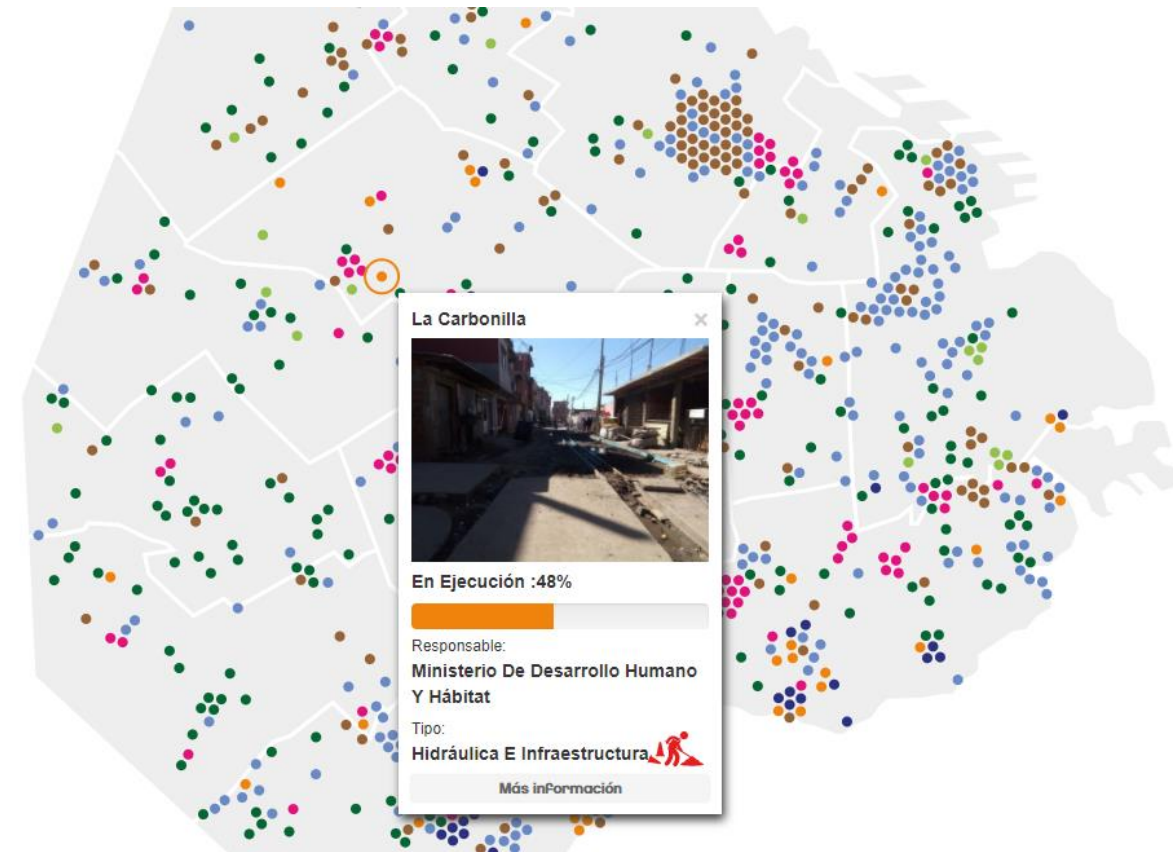 La Carbonilla
×
En Ejecución :48%
Responsable:
Ministerio De Desarrollo Humano
Y Hábitat
Tipo:
Hidráulica E Infraestructura
Más información